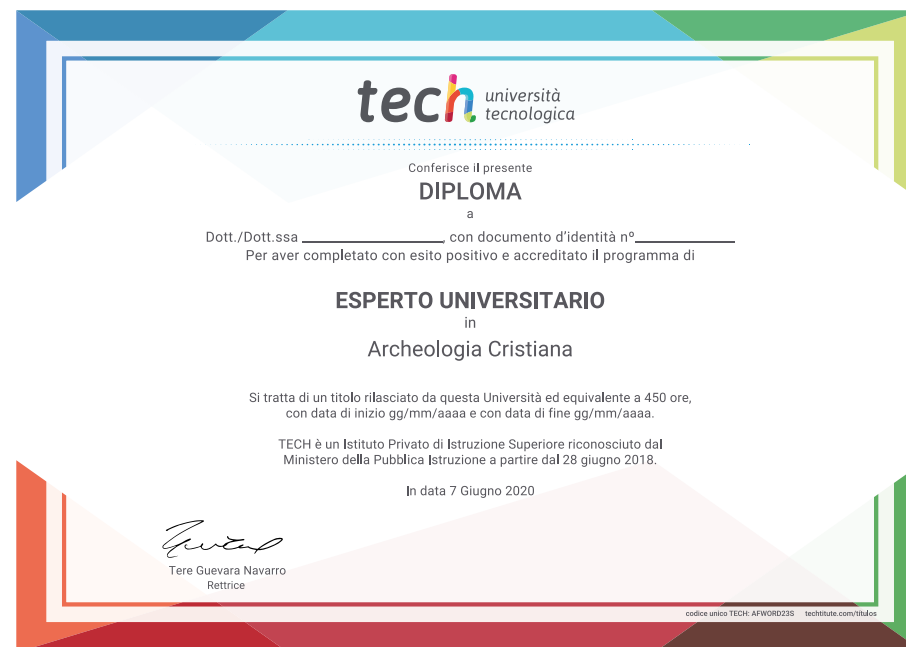 tech università
tecnologica
Conferisce il presente
DIPLOMA
a
Dott./Dott.ssa ____________________, con documento d'identità nº______________
Per aver completato con esito positivo e accreditato il programma di
ESPERTO UNIVERSITARIO
in
Archeologia Cristiana
Si tratta di un titolo rilasciato da questa Università ed equivalente a 450 ore,
con data di inizio gg/mm/aaaa e con data di fine gg/mm/aaaa.
TECH è un Istituto Privato di Istruzione Superiore riconosciuto dal
Ministero della Pubblica Istruzione a partire dal 28 giugno 2018.
In data 7 Giugno 2020
Tere Guevara Navarro
Rettrice
codice unico TECH: AFWORD23S techtitute.com/titulos